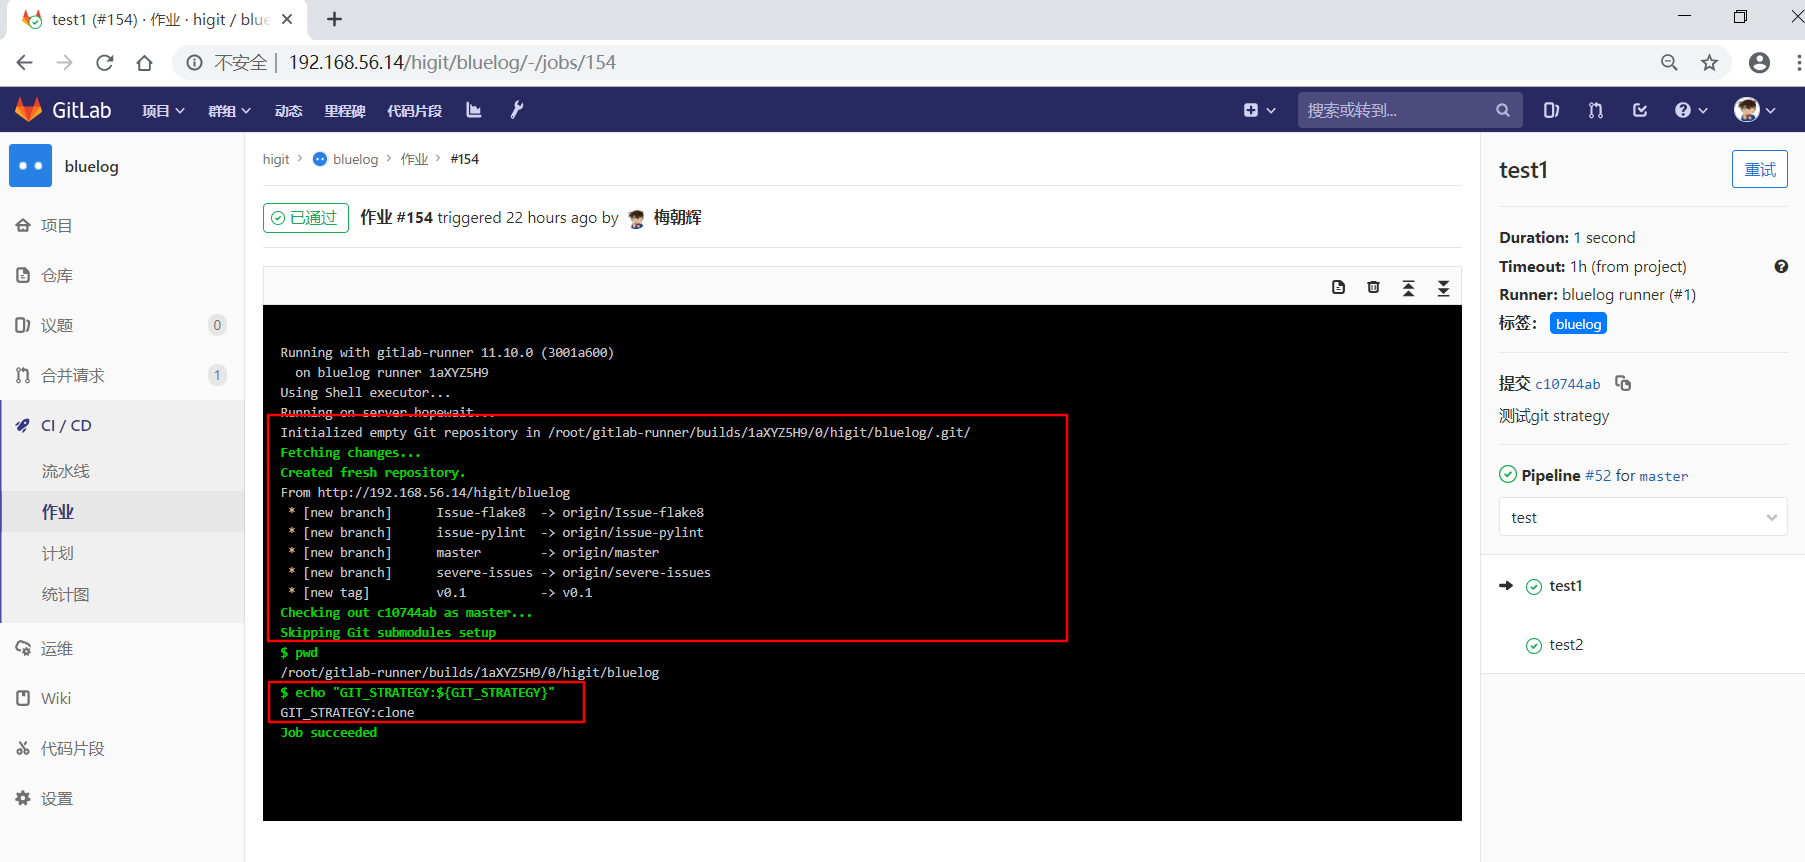 test1 (#154) · 作业 · higit / blue
不安全 192.168.56.14/higit/bluelog/-/jobs/154
GitLab 项目 群组 动态 里程碑 代码片段 搜索或转到...
bluelog
项目
仓库
议题 0
合并请求 1
CI / CD
流水线
作业
计划
统计图
运维
Wiki
代码片段
设置
higit > bluelog > 作业 > #154
已通过 作业 #154 triggered 22 hours ago by 梅朝辉
Running with gitlab-runner 11.10.0 (3001a600)
on bluelog runner 1aXYZ5H9
Using Shell executor...
Running on server.hopewait...
Initialized empty Git repository in /root/gitlab-runner/builds/1aXYZ5H9/0/higit/bluelog/.git/
Fetching changes...
Created fresh repository.
From http://192.168.56.14/higit/bluelog
* [new branch] Issue-flake8 -> origin/Issue-flake8
* [new branch] issue-pylint -> origin/issue-pylint
* [new branch] master -> origin/master
* [new branch] severe-issues -> origin/severe-issues
* [new tag] v0.1 -> v0.1
Checking out c10744ab as master...
Skipping Git submodules setup
$ pwd
/root/gitlab-runner/builds/1aXYZ5H9/0/higit/bluelog
$ echo "GIT_STRATEGY:${GIT_STRATEGY}"
GIT_STRATEGY:clone
Job succeeded
test1 重试
Duration: 1 second
Timeout: 1h (from project)
Runner: bluelog runner (#1)
标签: bluelog
提交 c10744ab
测试git strategy
Pipeline #52 for master
test
test1
test2